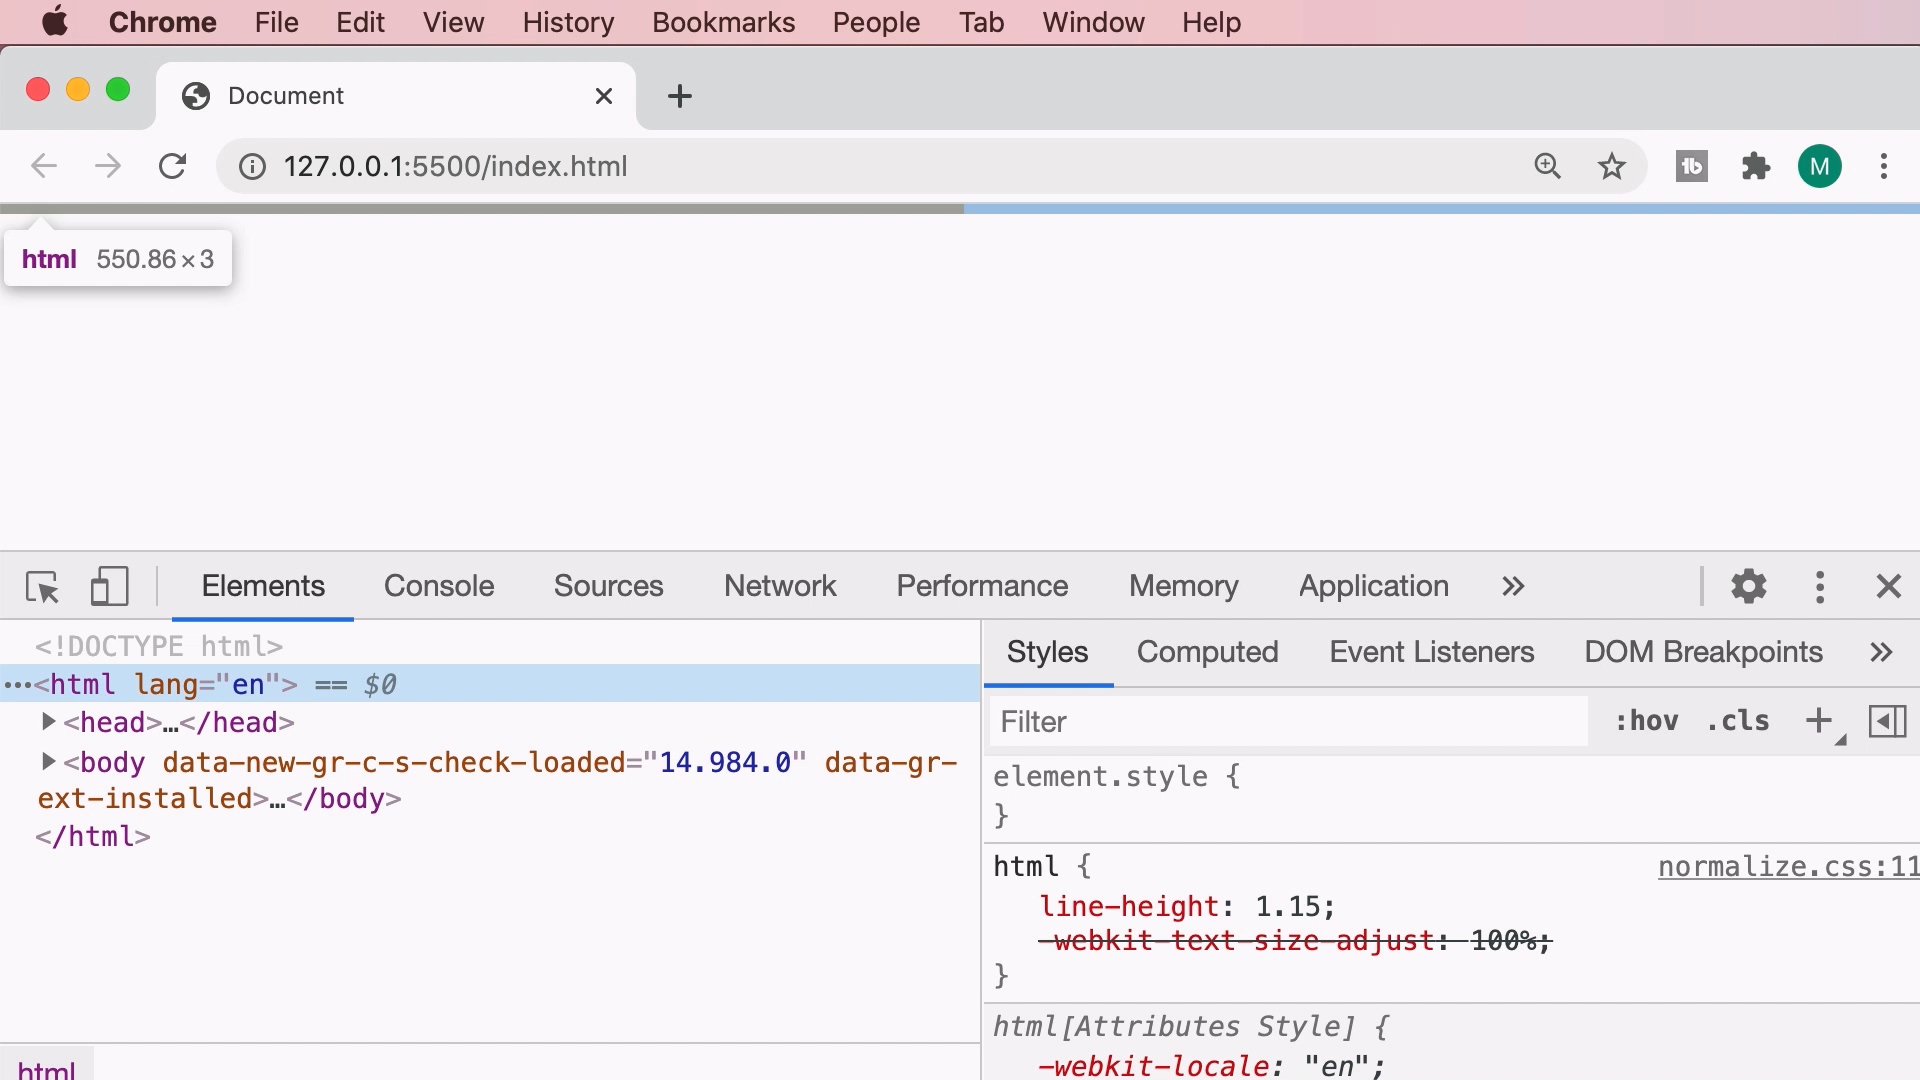 Chrome File Edit View History Bookmarks People Tab Window Help
Document
127.0.0.1:5500/index.html
M
html 550.86×3
Elements Console Sources Network Performance Memory Application
<!DOCTYPE html>
<html lang="en"> == $0
<head>…</head>
<body data-new-gr-c-s-check-loaded="14.984.0" data-gr-
ext-installed>…</body>
</html>
html
Styles Computed Event Listeners DOM Breakpoints
Filter :hov .cls
element.style {
}
html { normalize.css:11
line-height: 1.15;
-webkit-text-size-adjust: 100%;
}
html[Attributes Style] {
-webkit-locale: "en";